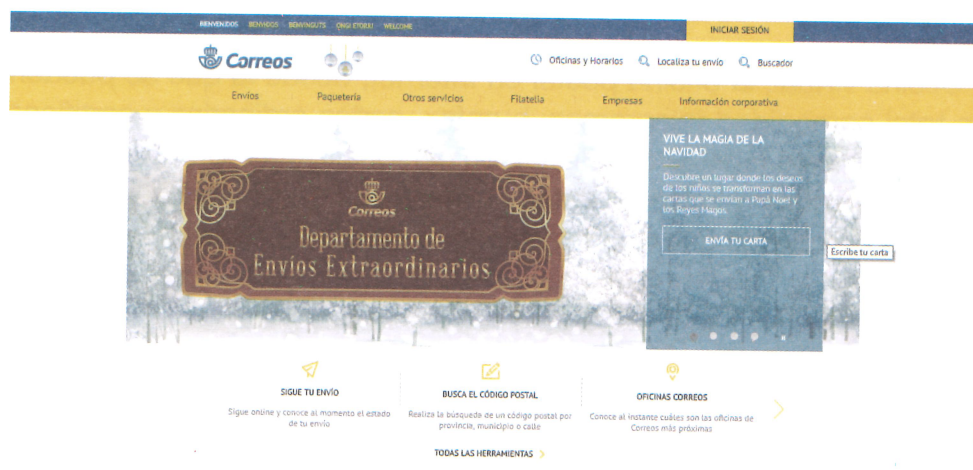 BIENVENIDOS BENVIDOS BENVINGUTS ONGI ETORRI WELCOME
INICIAR SESIÓN
Correos
Oficinas y Horarios
Localiza tu envío
Buscador
Envíos
Paquetería
Otros servicios
Filatelia
Empresas
Información corporativa
Correos
Departamento de
Envíos Extraordinarios
VIVE LA MAGIA DE LA
NAVIDAD
Descubre un lugar donde los deseos
de los niños se transforman en las
cartas que se envían a Papá Noel y
los Reyes Magos.
ENVÍA TU CARTA
Escribe tu carta
SIGUE TU ENVÍO
Sigue online y conoce al momento el estado
de tu envío
BUSCA EL CÓDIGO POSTAL
Realiza la búsqueda de un código postal por
provincia, municipio o calle
OFICINAS CORREOS
Conoce al instante cuáles son las oficinas de
Correos más próximas
TODAS LAS HERRAMIENTAS